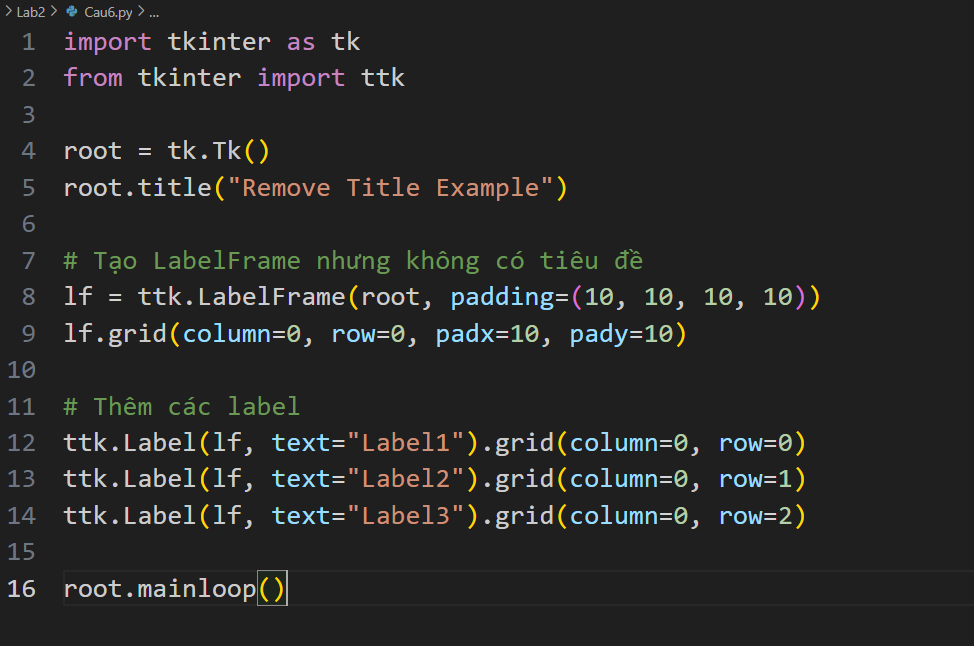 Lab2 > Cau6.py > ...
1 import tkinter as tk
2 from tkinter import ttk
3
4 root = tk.Tk()
5 root.title("Remove Title Example")
6
7 # Tạo LabelFrame nhưng không có tiêu đề
8 lf = ttk.LabelFrame(root, padding=(10, 10, 10, 10))
9 lf.grid(column=0, row=0, padx=10, pady=10)
10
11 # Thêm các label
12 ttk.Label(lf, text="Label1").grid(column=0, row=0)
13 ttk.Label(lf, text="Label2").grid(column=0, row=1)
14 ttk.Label(lf, text="Label3").grid(column=0, row=2)
15
16 root.mainloop()